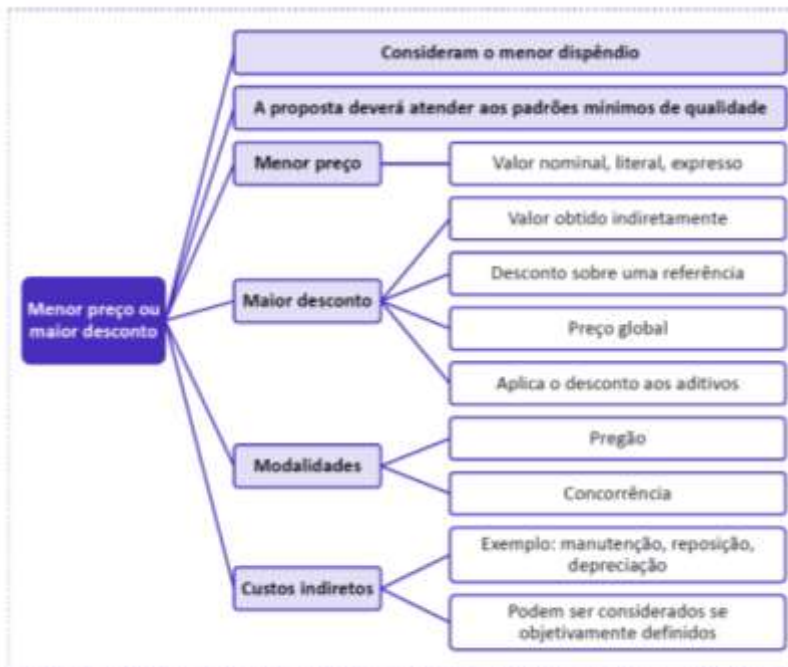 Consideram o menor dispêndio
A proposta deverá atender aos padrões mínimos de qualidade
Menor preço
Valor nominal, literal, expresso
Menor preço ou
maior desconto
Maior desconto
Valor obtido indiretamente
Desconto sobre uma referência
Preço global
Aplica o desconto aos aditivos
Modalidades
Pregão
Concorrência
Custos indiretos
Exemplo: manutenção, reposição,
depreciação
Podem ser considerados se
objetivamente definidos